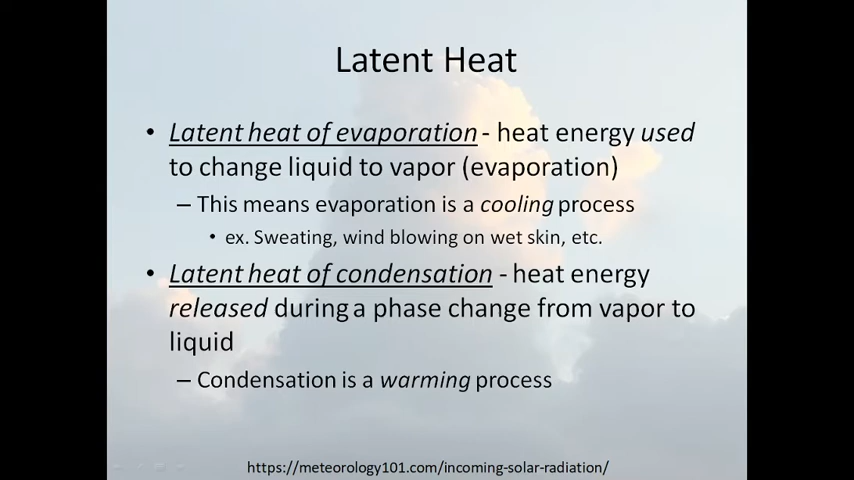 Latent Heat
• Latent heat of evaporation - heat energy used
to change liquid to vapor (evaporation)
– This means evaporation is a cooling process
• ex. Sweating, wind blowing on wet skin, etc.
• Latent heat of condensation - heat energy
released during a phase change from vapor to
liquid
– Condensation is a warming process
https://meteorology101.com/incoming-solar-radiation/